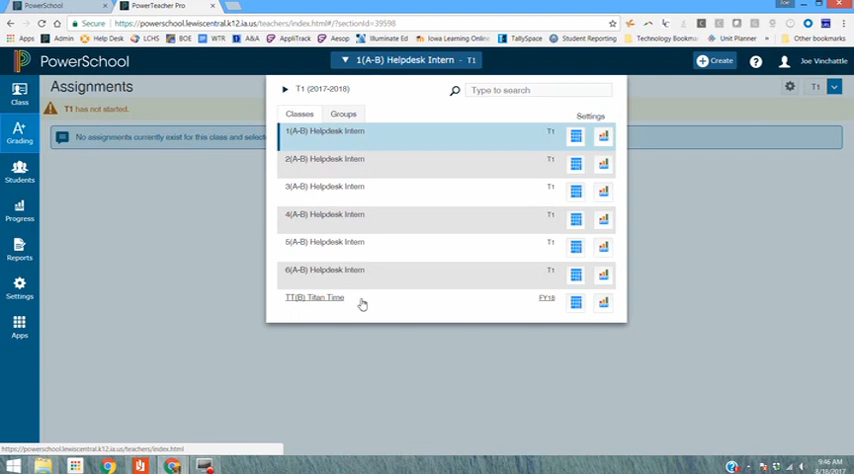 PowerSchool
PowerTeacher Pro
Secure
https://powerschool.lewiscentral.k12.ia.us/teachers/index.html#/?sectionId=39598
Apps Admin Help Desk LCHS BOE WTR A&A AppliTrack Aesop Illuminate Ed Iowa Learning Online TallySpace Student Reporting Technology Bookma Unit Planner » Other bookmarks
PowerSchool
1(A-B) Helpdesk Intern - T1
Create
Joe Vinchattle
Class
Grading
Students
Progress
Reports
Settings
Apps
Assignments
T1
T1 has not started.
No assignments currently exist for this class and selec
T1 (2017-2018)
Type to search
Classes Groups
Settings
1(A-B) Helpdesk Intern T1
2(A-B) Helpdesk Intern T1
3(A-B) Helpdesk Intern T1
4(A-B) Helpdesk Intern T1
5(A-B) Helpdesk Intern T1
6(A-B) Helpdesk Intern T1
TT(B) Titan Time FY18
https://powerschool.lewiscentral.k12.ia.us/teachers/index.html
9:46 AM
8/16/2017